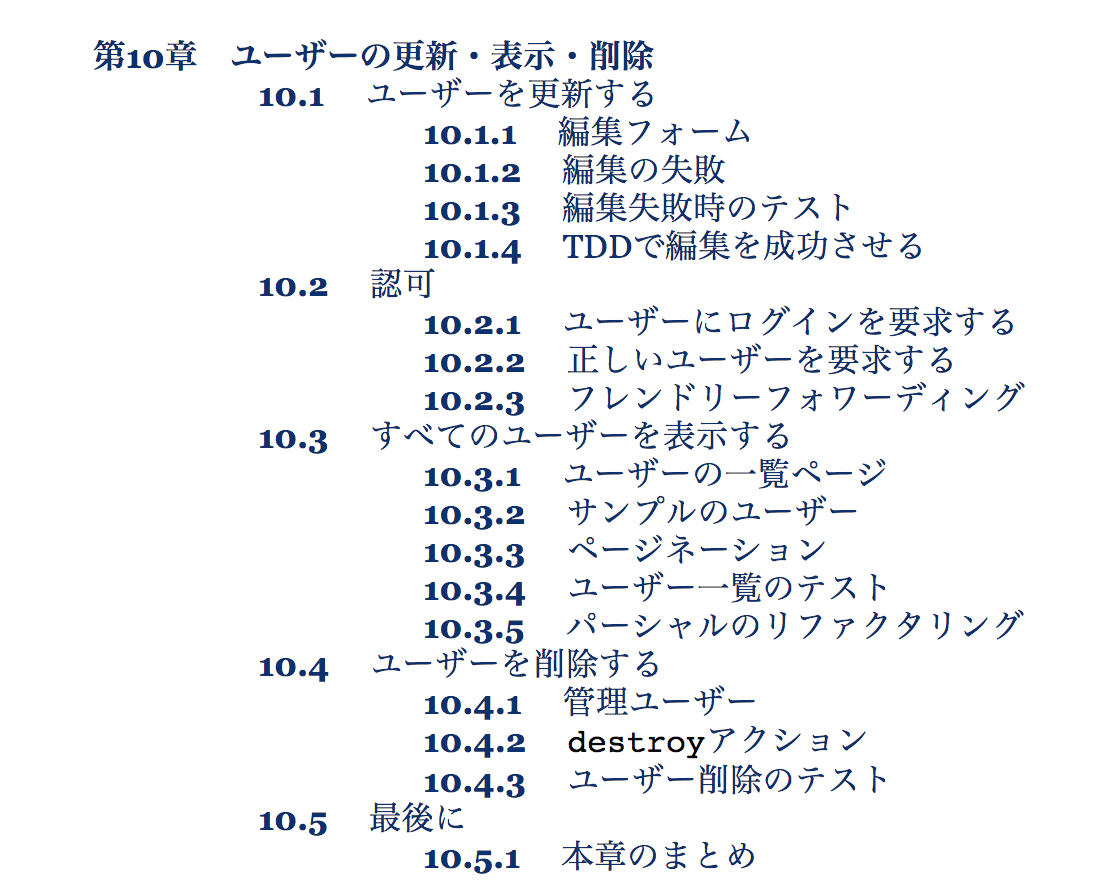 第10章 ユーザーの更新・表示・削除
10.1 ユーザーを更新する
10.1.1 編集フォーム
10.1.2 編集の失敗
10.1.3 編集失敗時のテスト
10.1.4 TDDで編集を成功させる
10.2 認可
10.2.1 ユーザーにログインを要求する
10.2.2 正しいユーザーを要求する
10.2.3 フレンドリーフォワーディング
10.3 すべてのユーザーを表示する
10.3.1 ユーザーの一覧ページ
10.3.2 サンプルのユーザー
10.3.3 ページネーション
10.3.4 ユーザー一覧のテスト
10.3.5 パーシャルのリファクタリング
10.4 ユーザーを削除する
10.4.1 管理ユーザー
10.4.2 destroyアクション
10.4.3 ユーザー削除のテスト
10.5 最後に
10.5.1 本章のまとめ